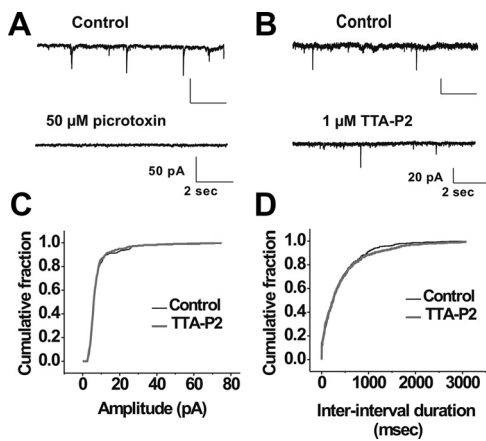 A
Control
50 µM picrotoxin
50 pA
2 sec
B
Control
1 µM TTA-P2
20 pA
2 sec
C
Cumulative fraction
1.0
0.8
0.6
0.4
0.2
0.0
Control
TTA-P2
0 20 40 60 80
Amplitude (pA)
D
Cumulative fraction
1.0
0.8
0.6
0.4
0.2
0.0
Control
TTA-P2
0 1000 2000 3000
Inter-interval duration
(msec)